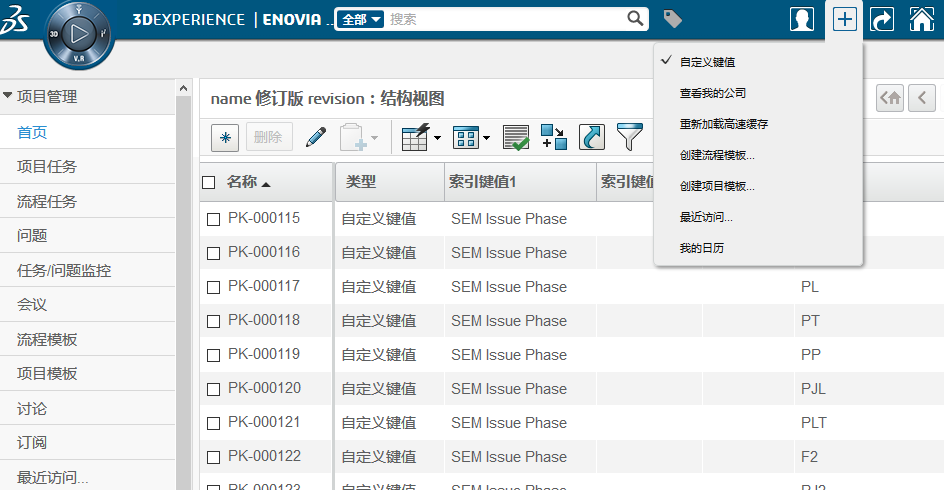 3DEXPERIENCE | ENOVIA ...
全部
搜索
3D
V.R
自定义键值
查看我的公司
重新加载高速缓存
创建流程模板...
创建项目模板...
最近访问...
我的日历
项目管理
首页
项目任务
流程任务
问题
任务/问题监控
会议
流程模板
项目模板
讨论
订阅
最近访问...
name 修订版 revision：结构视图
删除
名称 类型 索引键值1 索引键值
PK-000115 自定义键值 SEM Issue Phase
PK-000116 自定义键值 SEM Issue Phase
PK-000117 自定义键值 SEM Issue Phase PL
PK-000118 自定义键值 SEM Issue Phase PT
PK-000119 自定义键值 SEM Issue Phase PP
PK-000120 自定义键值 SEM Issue Phase PJL
PK-000121 自定义键值 SEM Issue Phase PLT
PK-000122 自定义键值 SEM Issue Phase F2
PK-000123 自定义键值 SEM Issue Phase